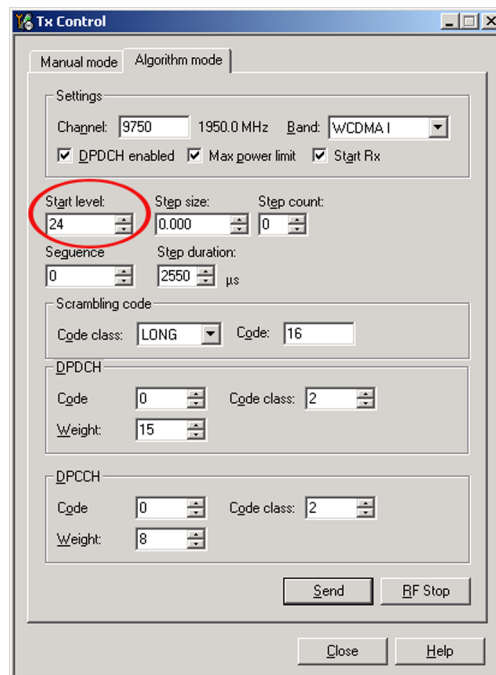 Tx Control
Manual mode Algorithm mode
Settings
Channel: 9750 1950.0 MHz Band: WCDMA I
DPDCH enabled Max power limit Start Rx
Start level: Step size: Step count:
24 0.000 0
Sequence Step duration:
0 2550 µs
Scrambling code
Code class: LONG Code: 16
DPDCH
Code 0 Code class: 2
Weight: 15
DPCCH
Code 0 Code class: 2
Weight: 8
Send RF Stop
Close Help